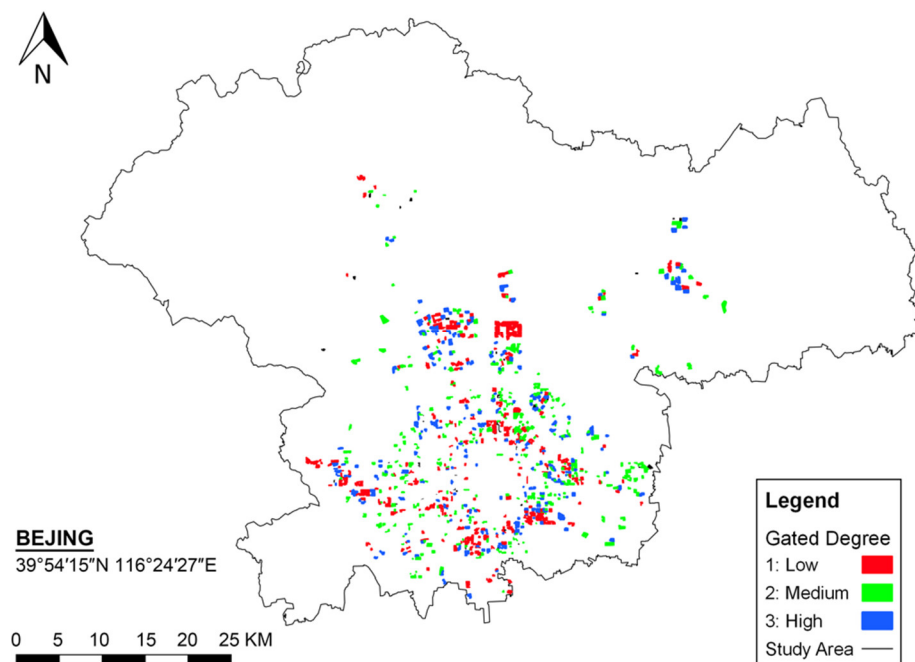 N
BEJING
39°54′15″N 116°24′27″E
0 5 10 15 20 25 KM
Legend
Gated Degree
1: Low
2: Medium
3: High
Study Area